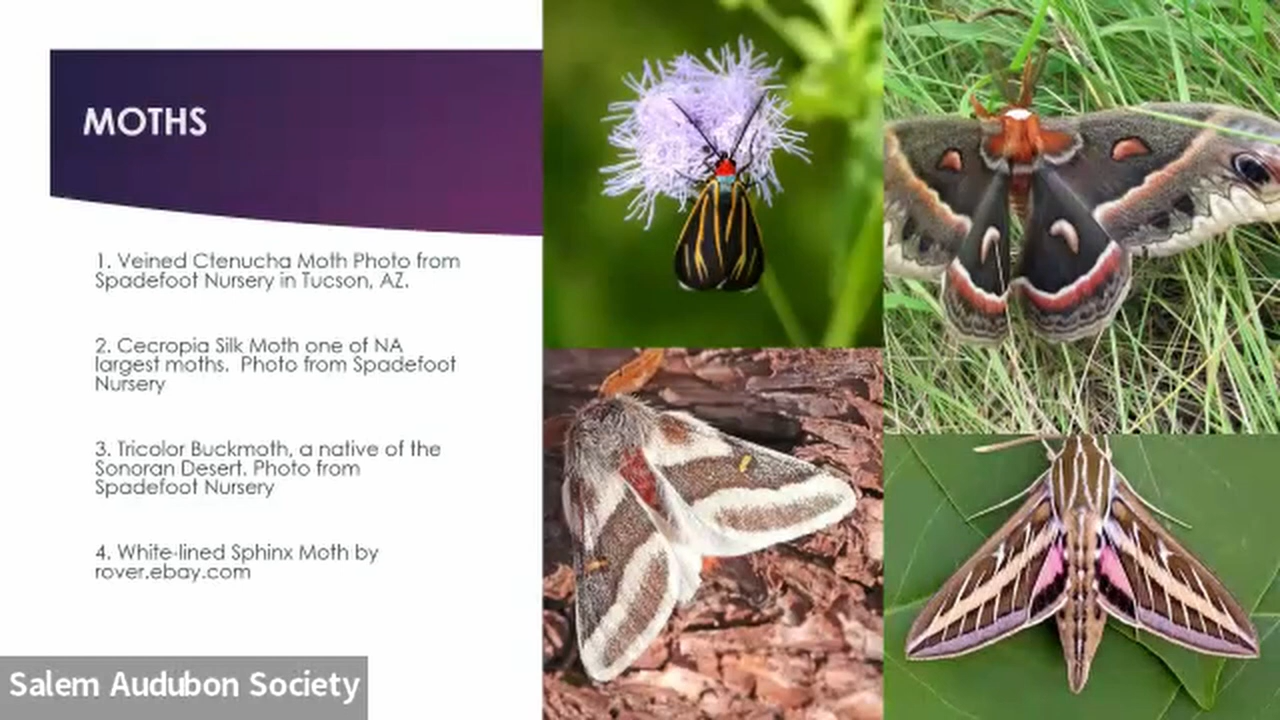 MOTHS
1. Veined Ctenucha Moth Photo from
Spadefoot Nursery in Tucson, AZ.
2. Cecropia Silk Moth one of NA
largest moths.  Photo from Spadefoot
Nursery
3. Tricolor Buckmoth, a native of the
Sonoran Desert. Photo from
Spadefoot Nursery
4. White-lined Sphinx Moth by
rover.ebay.com
Salem Audubon Society